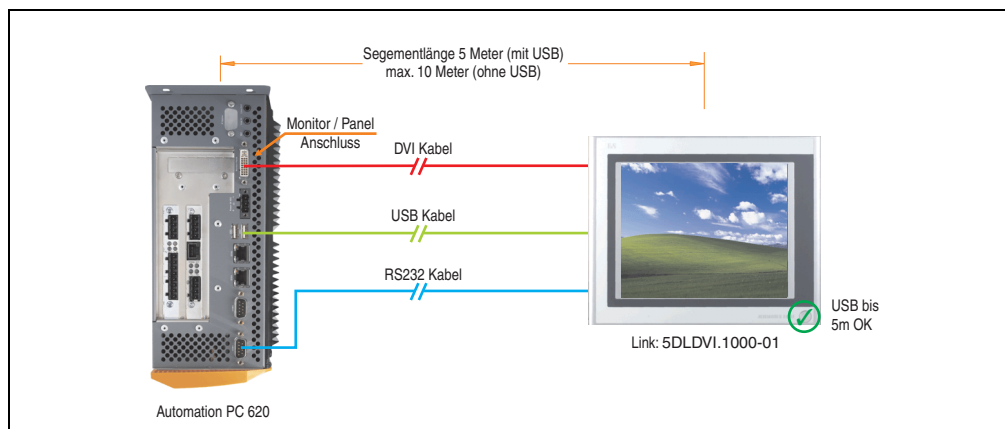 Segementlänge 5 Meter (mit USB)
max. 10 Meter (ohne USB)
Monitor / Panel
Anschluss
DVI Kabel
USB Kabel
RS232 Kabel
USB bis
5m OK
Link: 5DLDVI.1000-01
Automation PC 620